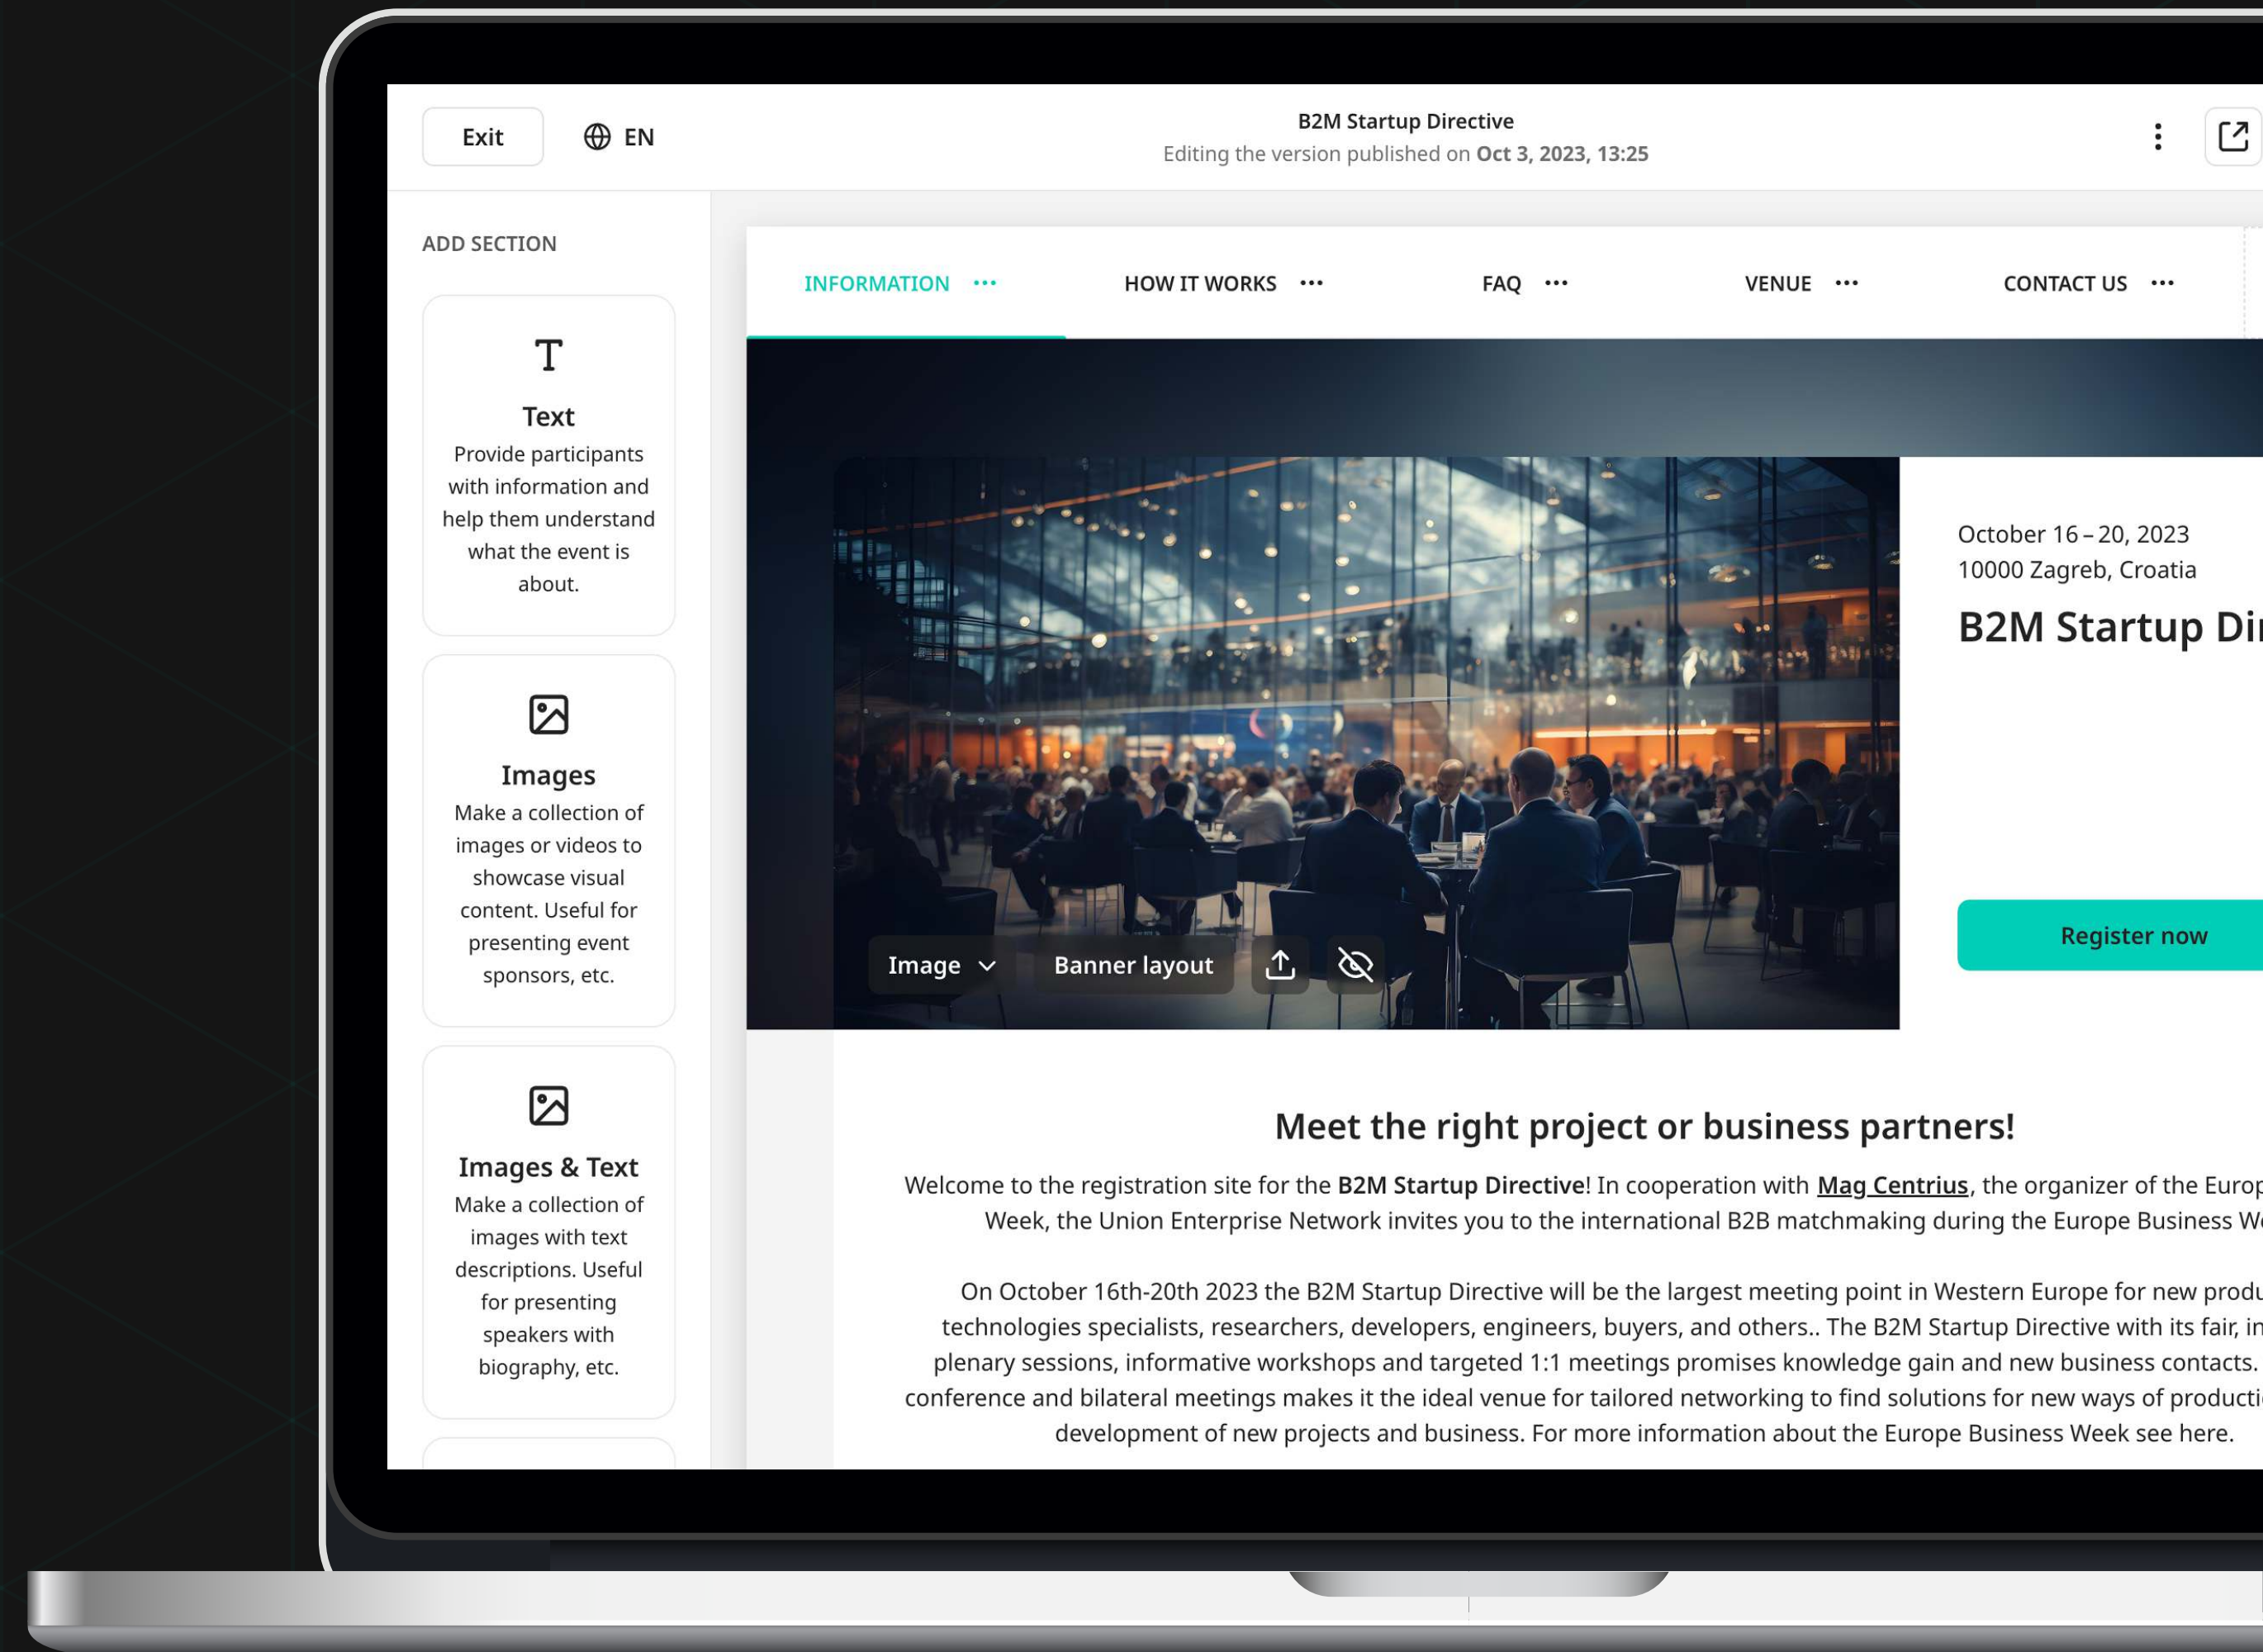 Exit
EN
B2M Startup Directive
Editing the version published on Oct 3, 2023, 13:25
ADD SECTION
Text
Provide participants
with information and
help them understand
what the event is
about.
Images
Make a collection of
images or videos to
showcase visual
content. Useful for
presenting event
sponsors, etc.
Images & Text
Make a collection of
images with text
descriptions. Useful
for presenting
speakers with
biography, etc.
INFORMATION
HOW IT WORKS
FAQ
VENUE
CONTACT US
October 16 – 20, 2023
10000 Zagreb, Croatia
B2M Startup
Register now
Image
Banner layout
Meet the right project or business partners!
Welcome to the registration site for the B2M Startup Directive! In cooperation with Mag Centrius, the organizer of the
Week, the Union Enterprise Network invites you to the international B2B matchmaking during the Europe Business
On October 16th-20th 2023 the B2M Startup Directive will be the largest meeting point in Western Europe for new
technologies specialists, researchers, developers, engineers, buyers, and others.. The B2M Startup Directive with its fair,
plenary sessions, informative workshops and targeted 1:1 meetings promises knowledge gain and new business contacts.
conference and bilateral meetings makes it the ideal venue for tailored networking to find solutions for new ways of
development of new projects and business. For more information about the Europe Business Week see here.